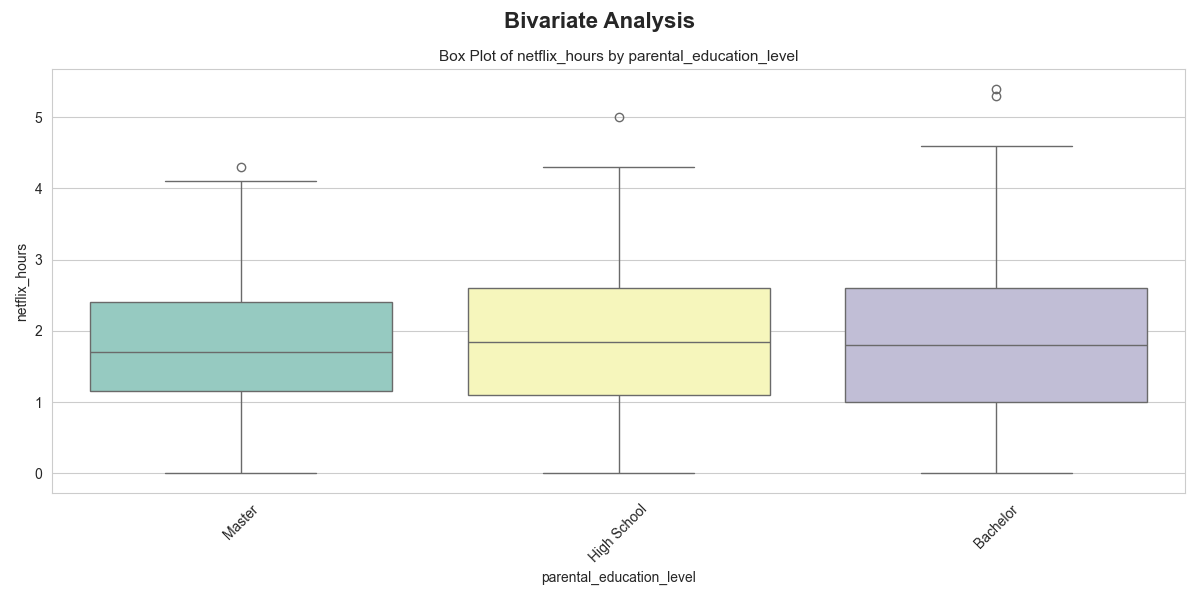 Bivariate Analysis
Box Plot of netflix_hours by parental_education_level
netflix_hours
5
4
3
2
1
0
Master
High School
Bachelor
parental_education_level